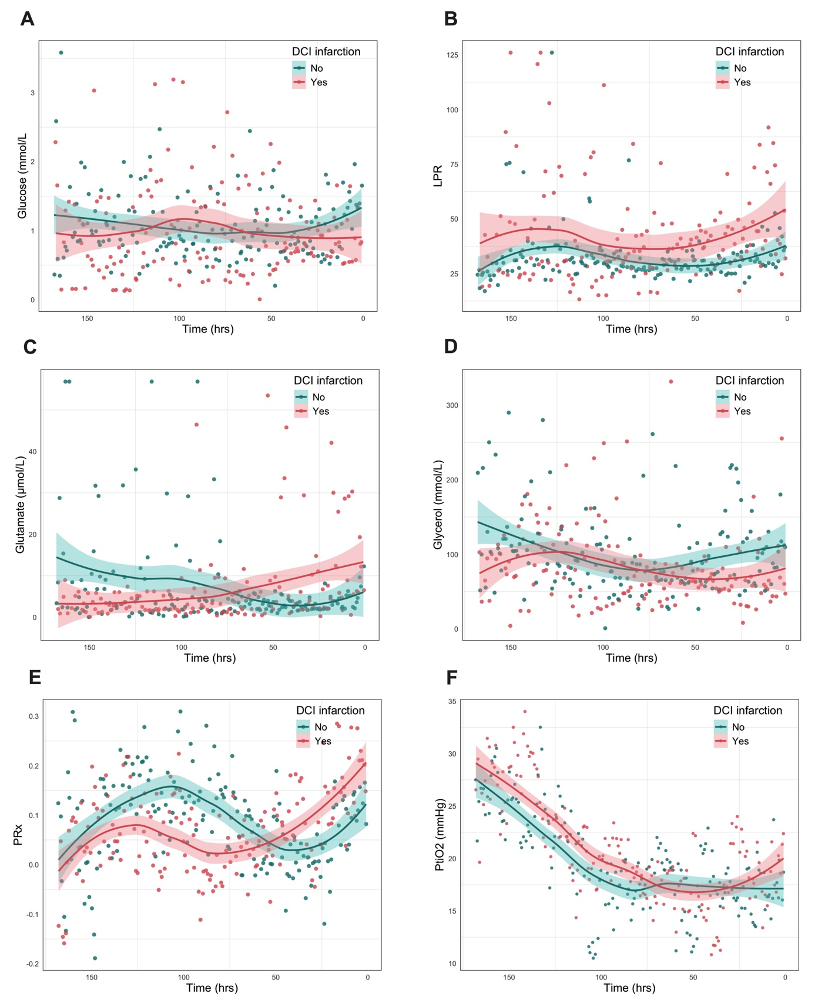 A
DCI infarction
No
Yes
3
2
1
0
Glucose (mmol/L
150
100
50
0
Time (hrs)
B
DCI infarction
No
Yes
125
100
75
50
25
LPR
150
100
50
0
Time (hrs)
C
DCI infarction
No
Yes
40
20
0
Glutamate (μmol/L)
150
100
50
0
Time (hrs)
D
DCI infarction
No
Yes
300
200
100
0
Glycerol (mmol/L)
150
100
50
0
Time (hrs)
E
DCI infarction
No
Yes
0.3
0.2
0.1
0.0
-0.1
-0.2
PRx
150
100
50
0
Time (hrs)
F
DCI infarction
No
Yes
35
30
25
20
15
10
PtiO2 (mmHg)
150
100
50
0
Time (hrs)